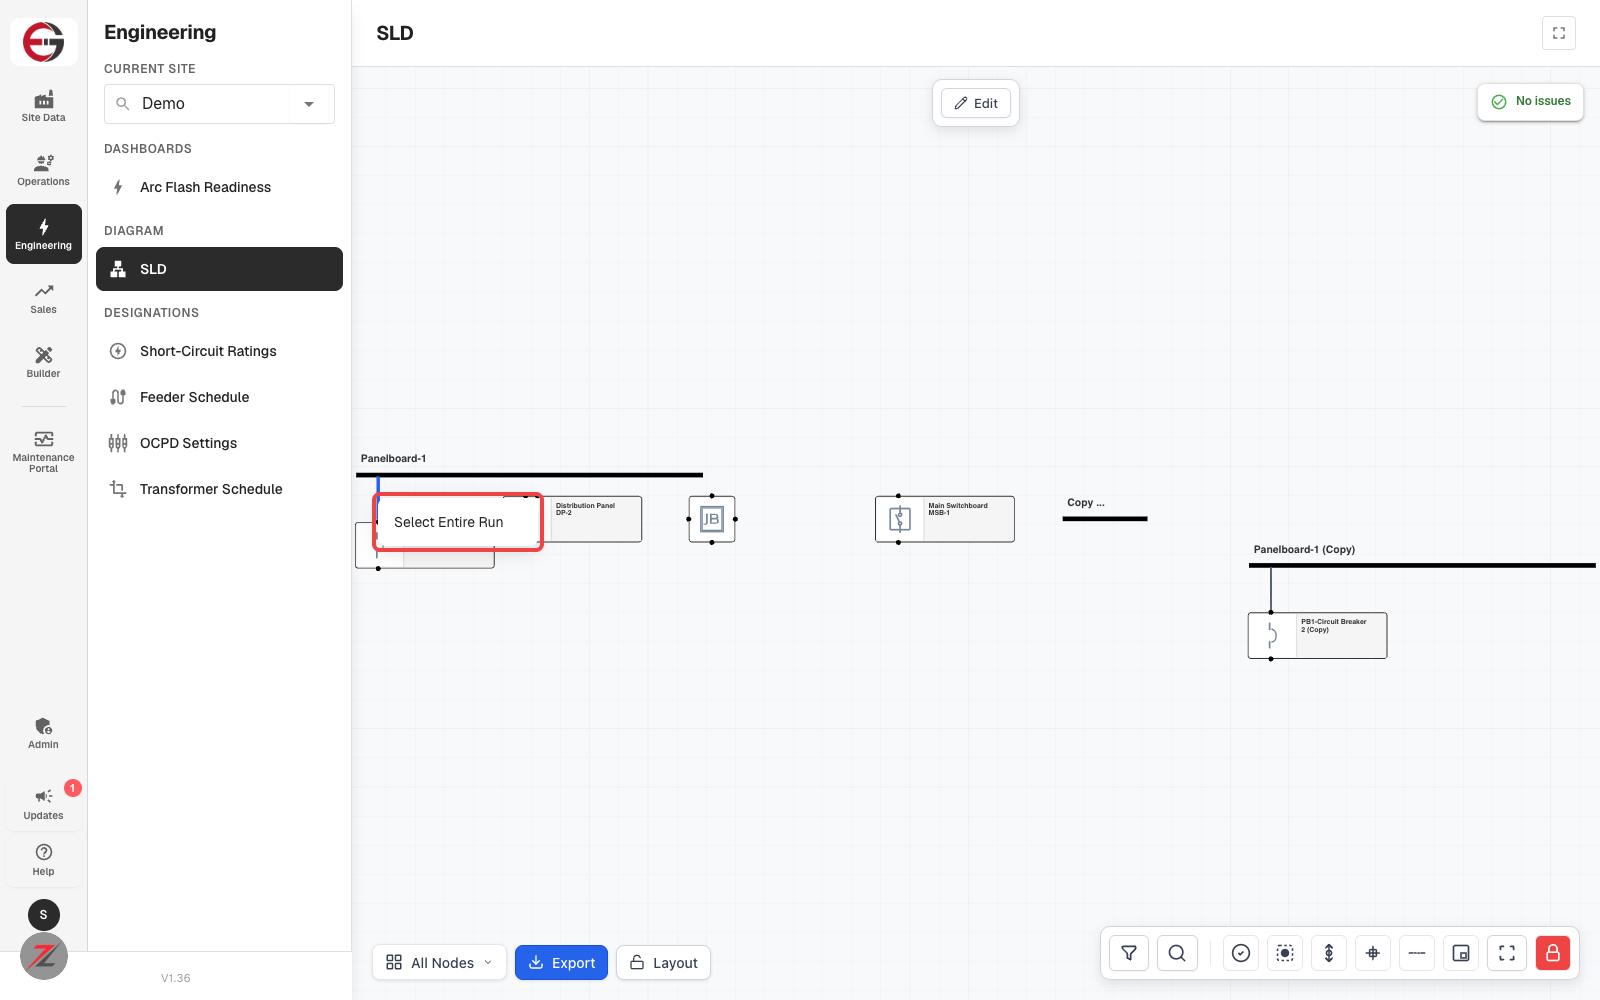 Engineering
SLD
CURRENT SITE
Demo
Edit
No issues
Site Data
DASHBOARDS
Operations
Arc Flash Readiness
DIAGRAM
Engineering
SLD
Sales
DESIGNATIONS
Short-Circuit Ratings
Builder
Feeder Schedule
OCPD Settings
Maintenance
Portal
Transformer Schedule
Panelboard-1
Select Entire Run
Distribution Panel
DP-2
JB
Main Switchboard
MSB-1
Copy ...
Panelboard-1 (Copy)
PB1-Circuit Breaker
2 (Copy)
Admin
1
Updates
Help
S
V1.36
All Nodes
Export
Layout